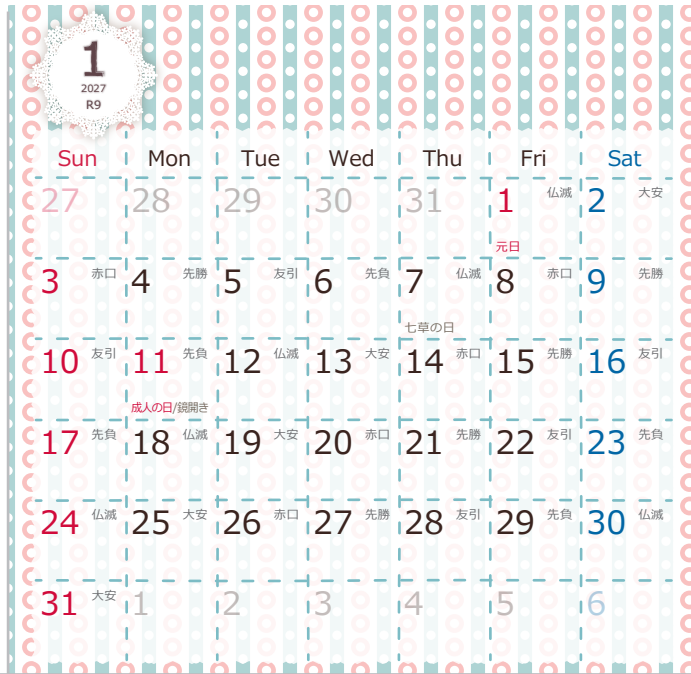 1
2027
R9
Sun Mon Tue Wed Thu Fri Sat
27 28 29 30 31 1 仏滅 2 大安
元日
3 赤口 4 先勝 5 友引 6 先負 7 仏滅 8 赤口 9 先勝
七草の日
10 友引 11 先負 12 仏滅 13 大安 14 赤口 15 先勝 16 友引
成人の日/鏡開き
17 先負 18 仏滅 19 大安 20 赤口 21 先勝 22 友引 23 先負
24 仏滅 25 大安 26 赤口 27 先勝 28 友引 29 先負 30 仏滅
31 大安 1 2 3 4 5 6